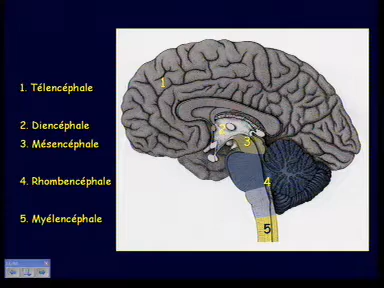 1. Télencéphale
2. Diencéphale
3. Mésencéphale
4. Rhombencéphale
5. Myélencéphale
1
2
3
4
5